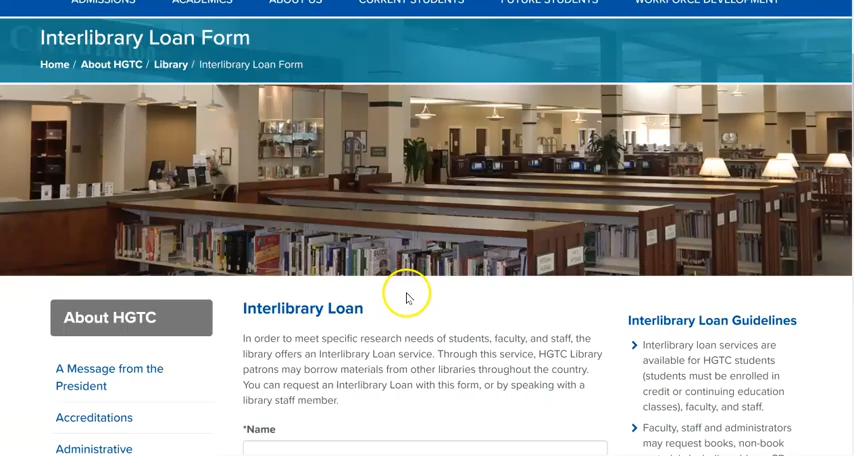 ADMISSIONS ACADEMICS ABOUT US CURRENT STUDENTS FUTURE STUDENTS WORKFORCE DEVELOPMENT
Interlibrary Loan Form
Home / About HGTC / Library / Interlibrary Loan Form
About HGTC
A Message from the
President
Accreditations
Administrative
Interlibrary Loan
In order to meet specific research needs of students, faculty, and staff, the
library offers an Interlibrary Loan service. Through this service, HGTC Library
patrons may borrow materials from other libraries throughout the country.
You can request an Interlibrary Loan with this form, or by speaking with a
library staff member.
*Name
Interlibrary Loan Guidelines
Interlibrary loan services are
available for HGTC students
(students must be enrolled in
credit or continuing education
classes), faculty, and staff.
Faculty, staff and administrators
may request books, non-book